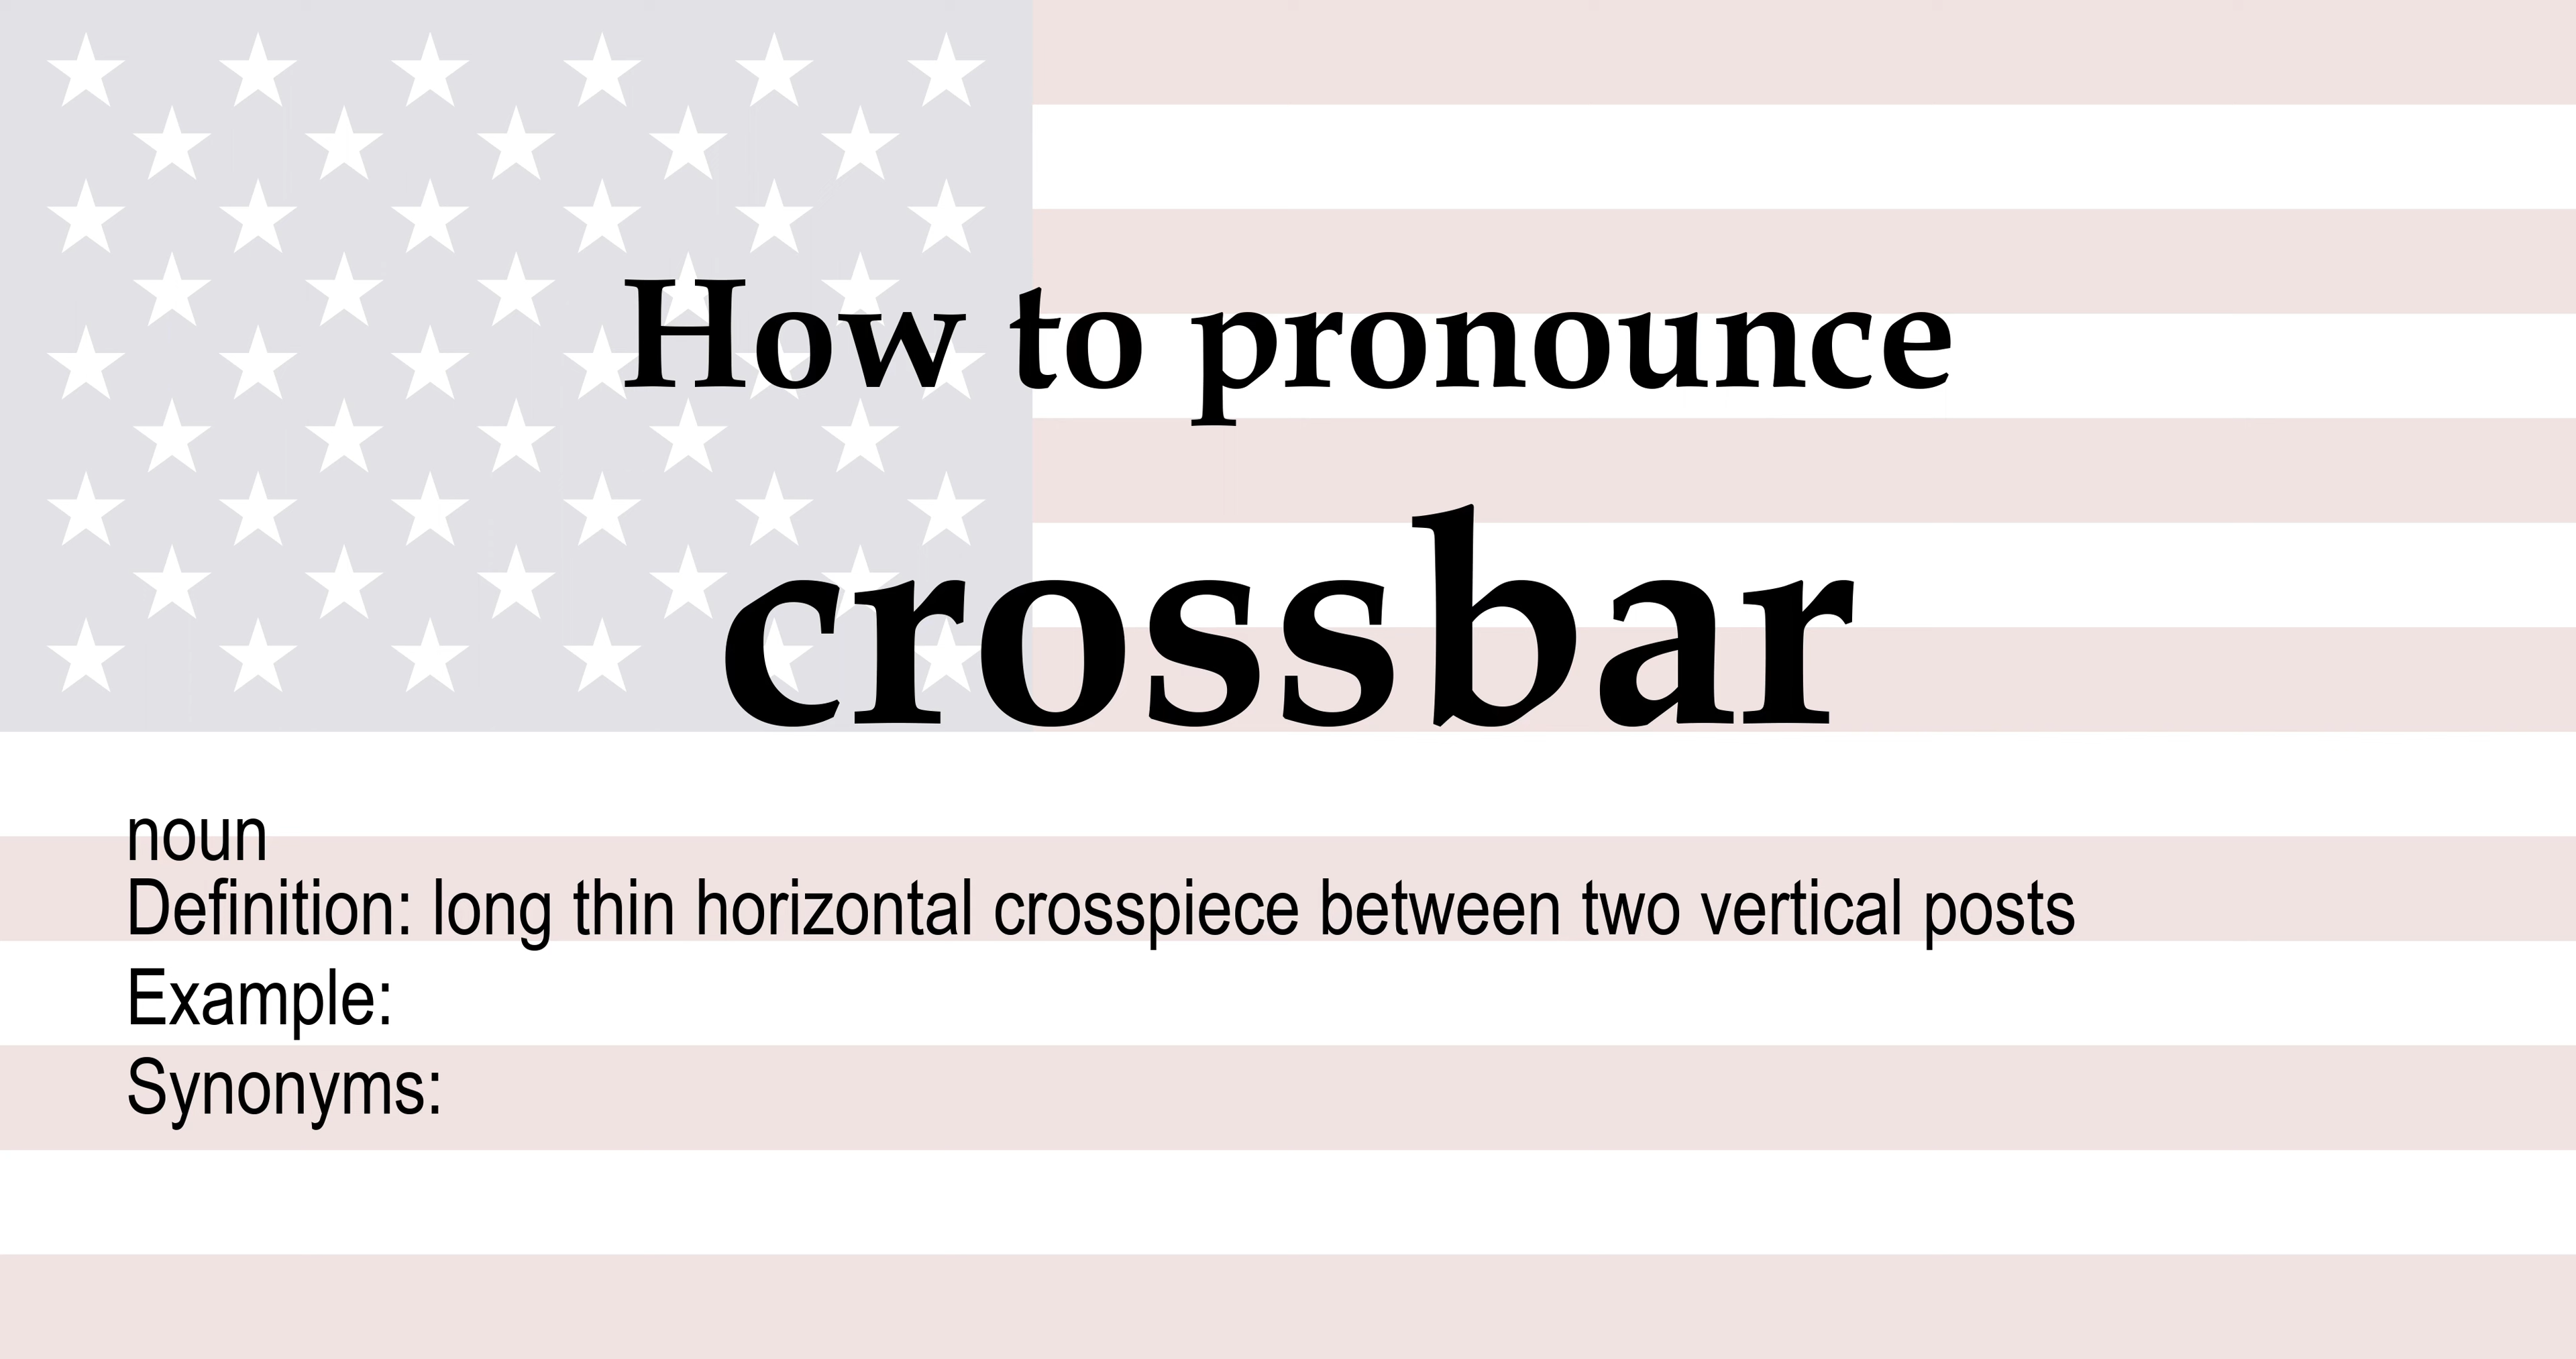 How to pronounce
crossbar
noun
Definition: long thin horizontal crosspiece between two vertical posts
Example:
Synonyms: